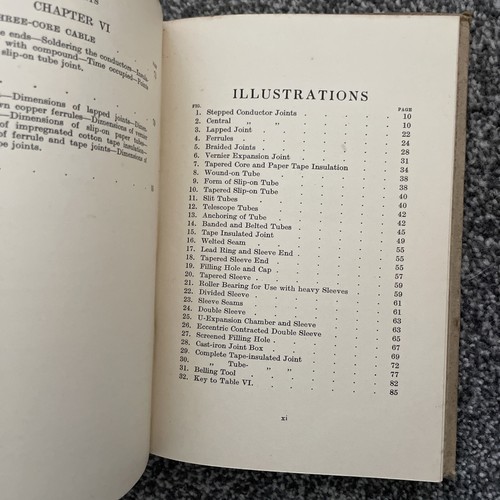 TS
CHAPTER VI
HREE-CORE CABLE
e ends—Soldering the conductors—
with compound—Time occupied—
slip-on tube joint.
s—Dimensions of lapped joints—
rn copper ferrules—Dimensions of
Dimensions of slip-on paper
of impregnated cotton tape insulation
of ferrule and tape joints—Dimensions
be joints.
ILLUSTRATIONS
FIG. PAGE
1. Stepped Conductor Joints 10
2. Central „ „ 10
3. Lapped Joint 22
4. Ferrules 24
5. Braided Joints 28
6. Vernier Expansion Joint 31
7. Tapered Core and Paper Tape Insulation 34
8. Wound-on Tube 38
9. Form of Slip-on Tube 38
10. Tapered Slip-on Tube 40
11. Slit Tubes 40
12. Telescope Tubes 42
13. Anchoring of Tube 42
14. Banded and Belted Tubes 45
15. Tape Insulated Joint 49
16. Welted Seam 55
17. Lead Ring and Sleeve End 55
18. Tapered Sleeve End 55
19. Filling Hole and Cap 57
20. Tapered Sleeve 59
21. Roller Bearing for Use with heavy Sleeves 59
22. Divided Sleeve 61
23. Sleeve Seams 61
24. Double Sleeve 61
25. U-Expansion Chamber and Sleeve 63
26. Eccentric Contracted Double Sleeve 65
27. Screened Filling Hole 67
28. Cast-iron Joint Box 69
29. Complete Tape-insulated Joint 72
30. „ Tube- „ „ 77
31. Belling Tool 82
32. Key to Table VI. 85
xi